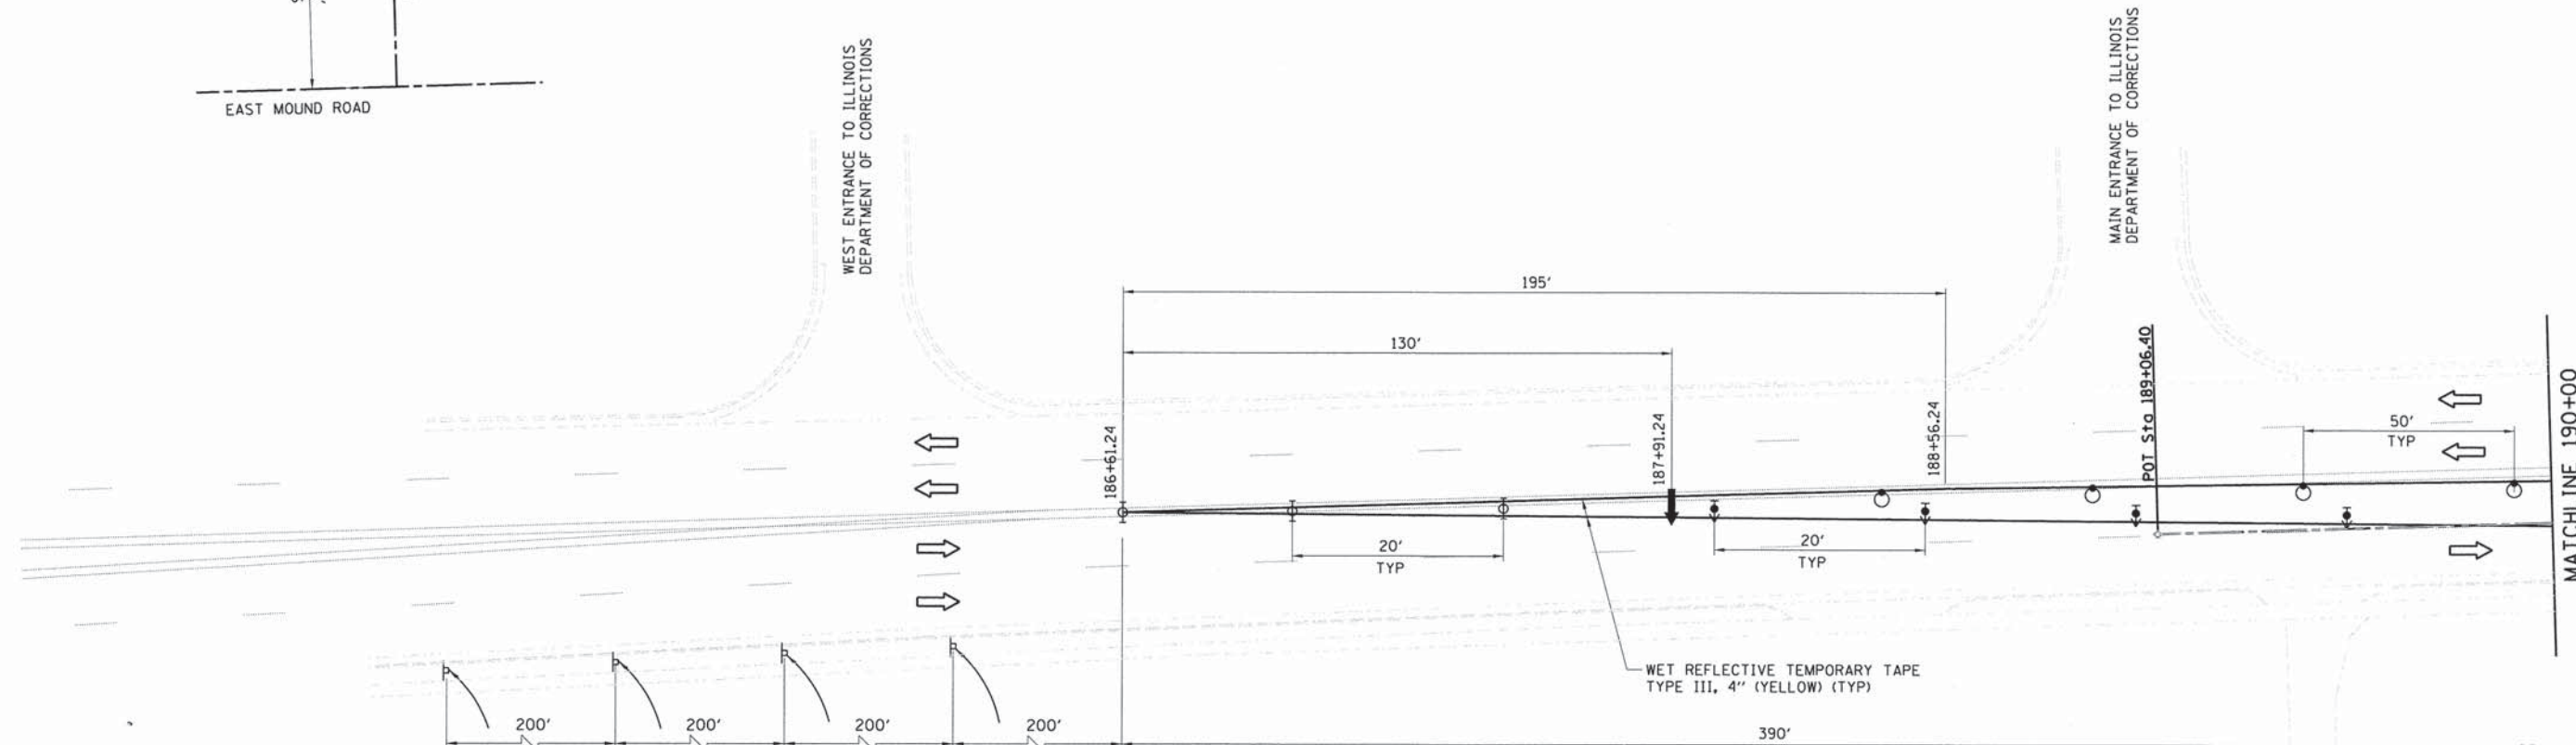 EAST MOUND ROAD
WEST ENTRANCE TO ILLINOIS
DEPARTMENT OF CORRECTIONS
MAIN ENTRANCE TO ILLINOIS
DEPARTMENT OF CORRECTIONS
195'
130'
186+61.24
187+91.24
188+56.24
POT Sta 189+06.40
50'
TYP
MATCHLINE 190+00
20'
TYP
20'
TYP
WET REFLECTIVE TEMPORARY TAPE
TYPE III, 4" (YELLOW) (TYP)
200'
200'
200'
200'
390'